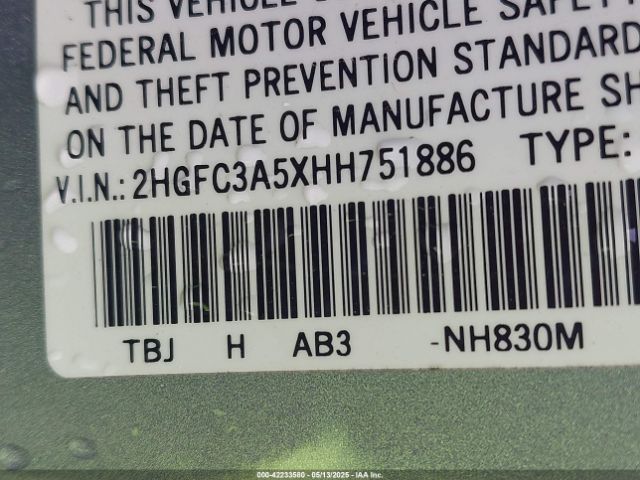 THIS VEHICLE
FEDERAL MOTOR VEHICLE SAFETY
AND THEFT PREVENTION STANDARD
ON THE DATE OF MANUFACTURE SH
V.I.N.: 2HGFC3A5XHH751886 TYPE:
TBJ H AB3 -NH830M
000-42233580 - 05/13/2025 - IAA Inc.